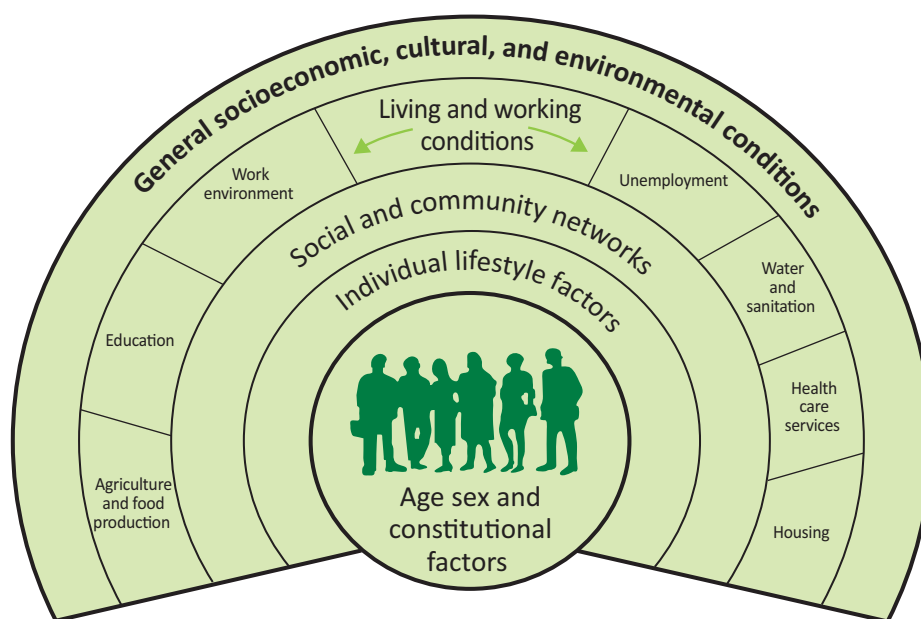 General socioeconomic, cultural, and environmental conditions
Living and working
conditions
Work
environment
Unemployment
Social and community networks
Water
and
sanitation
Individual lifestyle factors
Education
Health
care
services
Agriculture
and food
production
Housing
Age sex and
constitutional
factors